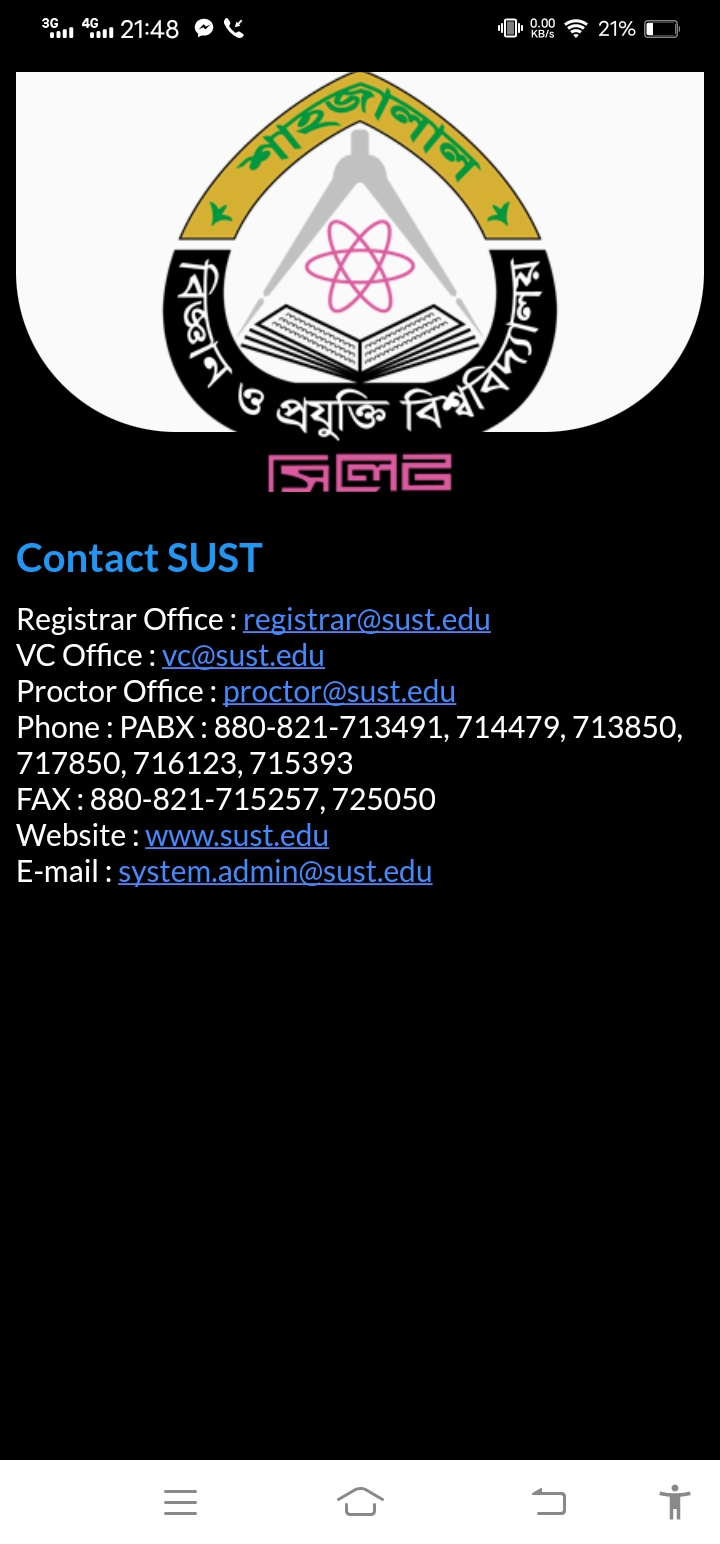 3G 4G 21:48 0.00 KB/s 21%
শাহজালাল
বিজ্ঞান ও প্রযুক্তি বিশ্ববিদ্যালয়
সিলেট
Contact SUST
Registrar Office : registrar@sust.edu
VC Office : vc@sust.edu
Proctor Office : proctor@sust.edu
Phone : PABX : 880-821-713491, 714479, 713850,
717850, 716123, 715393
FAX : 880-821-715257, 725050
Website : www.sust.edu
E-mail : system.admin@sust.edu